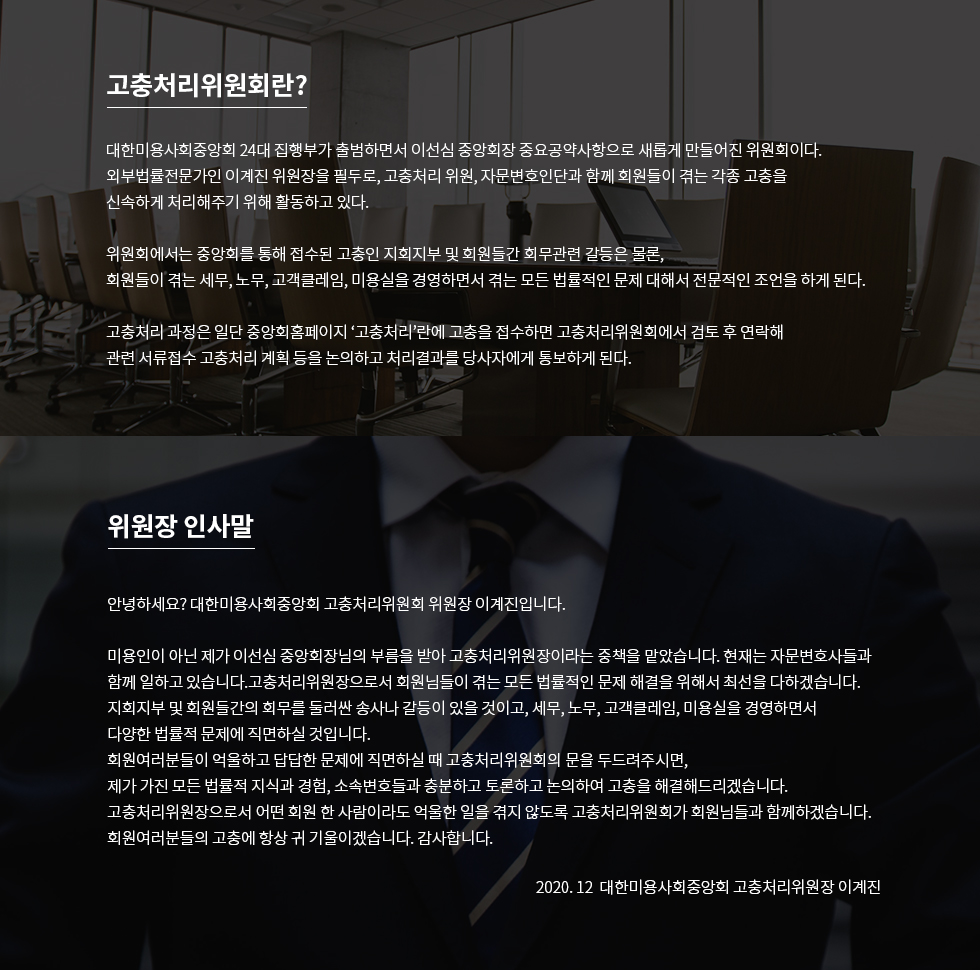 고충처리위원회란?
대한미용사회중앙회 24대 집행부가 출범하면서 이선심 중앙회장 중요공약사항으로 새롭게 만들어진 위원회이다.
외부법률전문가인 이계진 위원장을 필두로, 고충처리 위원, 자문변호인단과 함께 회원들이 겪는 각종 고충을
신속하게 처리해주기 위해 활동하고 있다.
위원회에서는 중앙회를 통해 접수된 고충인 지회지부 및 회원들간 회무관련 갈등은 물론,
회원들이 겪는 세무, 노무, 고객클레임, 미용실을 경영하면서 겪는 모든 법률적인 문제 대해서 전문적인 조언을 하게 된다.
고충처리 과정은 일단 중앙회홈페이지 ‘고충처리’란에 고충을 접수하면 고충처리위원회에서 검토 후 연락해
관련 서류접수 고충처리 계획 등을 논의하고 처리결과를 당사자에게 통보하게 된다.
위원장 인사말
안녕하세요? 대한미용사회중앙회 고충처리위원회 위원장 이계진입니다.
미용인이 아닌 제가 이선심 중앙회장님의 부름을 받아 고충처리위원장이라는 중책을 맡았습니다. 현재는 자문변호사들과
함께 일하고 있습니다.고충처리위원장으로서 회원님들이 겪는 모든 법률적인 문제 해결을 위해서 최선을 다하겠습니다.
지회지부 및 회원들간의 회무를 둘러싼 송사나 갈등이 있을 것이고, 세무, 노무, 고객클레임, 미용실을 경영하면서
다양한 법률적 문제에 직면하실 것입니다.
회원여러분들이 억울하고 답답한 문제에 직면하실 때 고충처리위원회의 문을 두드려주시면,
제가 가진 모든 법률적 지식과 경험, 소속변호들과 충분하고 토론하고 논의하여 고충을 해결해드리겠습니다.
고충처리위원장으로서 어떤 회원 한 사람이라도 억울한 일을 겪지 않도록 고충처리위원회가 회원님들과 함께하겠습니다.
회원여러분들의 고충에 항상 귀 기울이겠습니다. 감사합니다.
2020. 12 대한미용사회중앙회 고충처리위원장 이계진